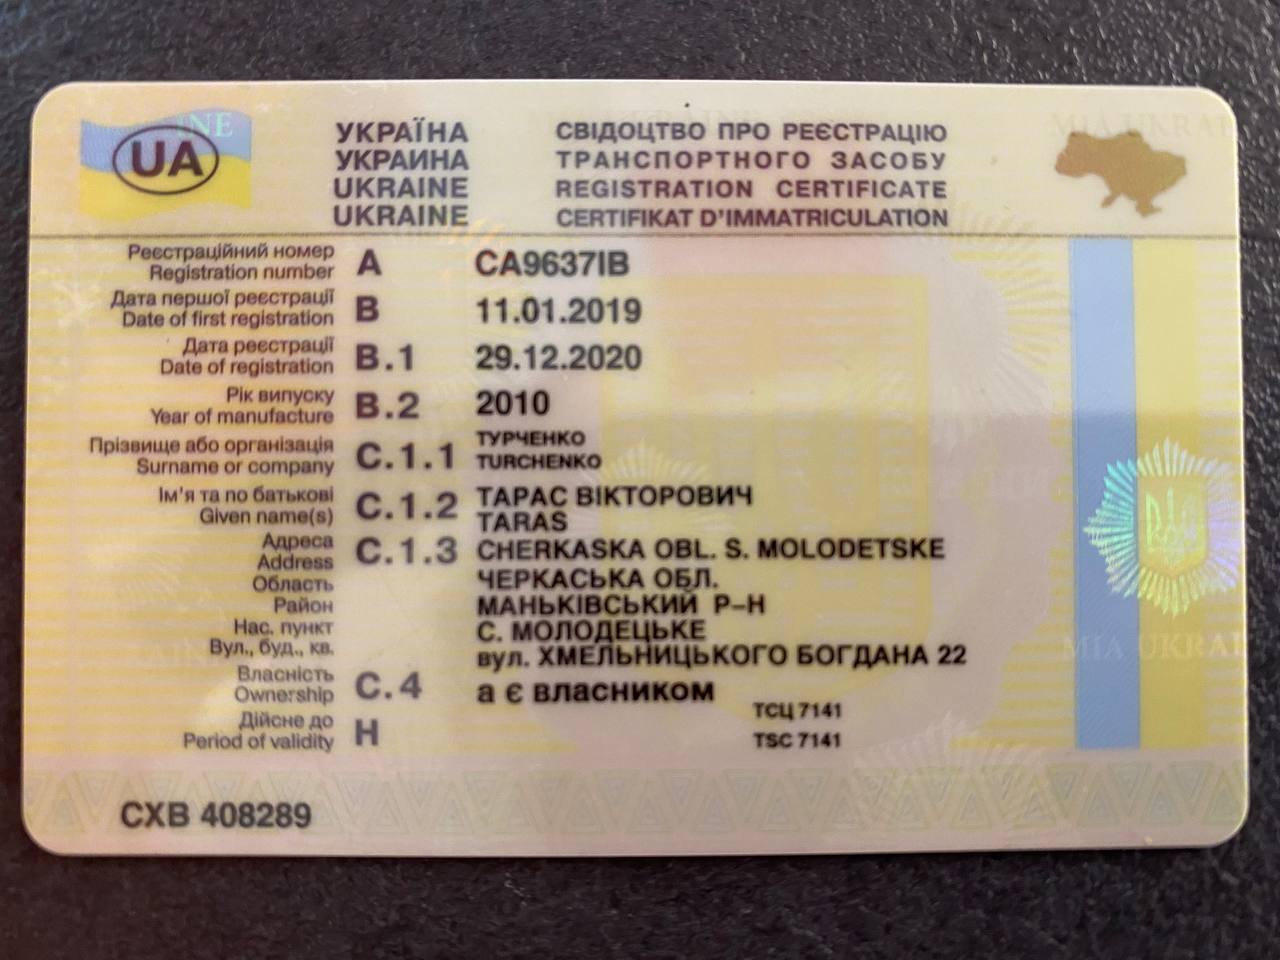 UA
УКРАЇНА
УКРАИНА
UKRAINE
UKRAINE
СВІДОЦТВО ПРО РЕЄСТРАЦІЮ
ТРАНСПОРТНОГО ЗАСОБУ
REGISTRATION CERTIFICATE
CERTIFIKAT D'IMMATRICULATION
Реєстраційний номер
Registration number
A
CA9637IB
Дата першої реєстрації
Date of first registration
B
11.01.2019
Дата реєстрації
Date of registration
B.1
29.12.2020
Рік випуску
Year of manufacture
B.2
2010
Прізвище або організація
Surname or company
C.1.1
ТУРЧЕНКО
TURCHENKO
Ім'я та по батькові
Given name(s)
C.1.2
ТАРАС ВІКТОРОВИЧ
TARAS
Адреса
Address
Область
Район
Нас. пункт
Вул., буд., кв.
C.1.3
CHERKASKA OBL. S. MOLODETSKE
ЧЕРКАСЬКА ОБЛ.
МАНЬКІВСЬКИЙ Р-Н
С. МОЛОДЕЦЬКЕ
вул. ХМЕЛЬНИЦЬКОГО БОГДАНА 22
Власність
Ownership
C.4
а є власником
Дійсне до
Period of validity
H
ТСЦ 7141
TSC 7141
СХВ 408289
MIA UKRAI